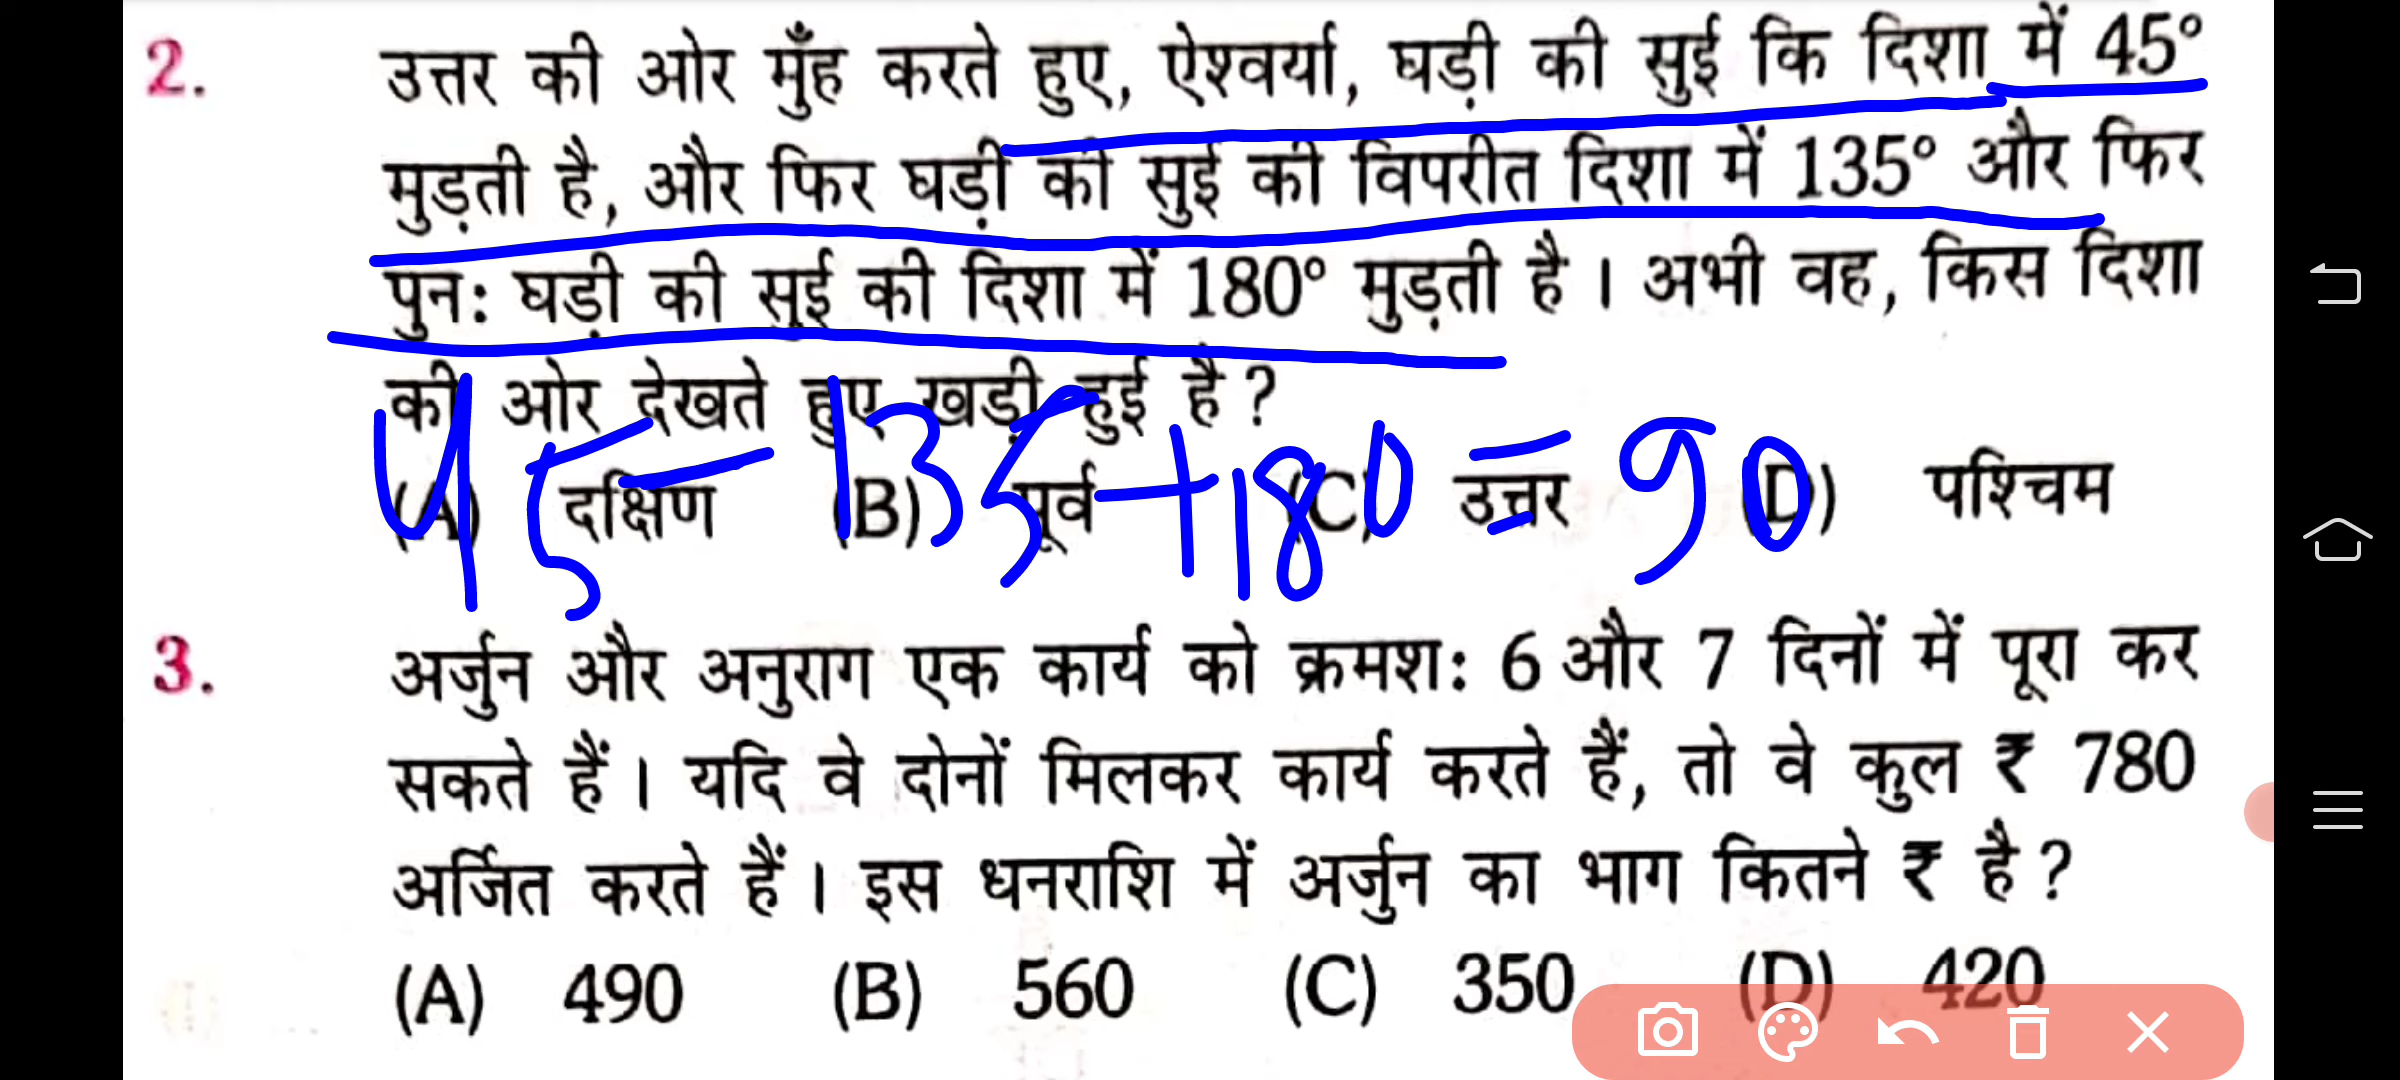 2. उत्तर की ओर मुँह करते हुए, ऐश्वर्या, घड़ी की सुई कि दिशा में 45°
मुड़ती है, और फिर घड़ी की सुई की विपरीत दिशा में 135° और फिर
पुन: घड़ी की सुई की दिशा में 180° मुड़ती है । अभी वह, किस दिशा
की ओर देखते हुए खड़ी हुई है ?
45 - 135 + 180 = 90
(A) दक्षिण (B) पूर्व (C) उत्तर (D) पश्चिम
3. अर्जुन और अनुराग एक कार्य को क्रमश: 6 और 7 दिनों में पूरा कर
सकते हैं । यदि वे दोनों मिलकर कार्य करते हैं, तो वे कुल ₹ 780
अर्जित करते हैं । इस धनराशि में अर्जुन का भाग कितने ₹ है ?
(A) 490 (B) 560 (C) 350 (D) 420